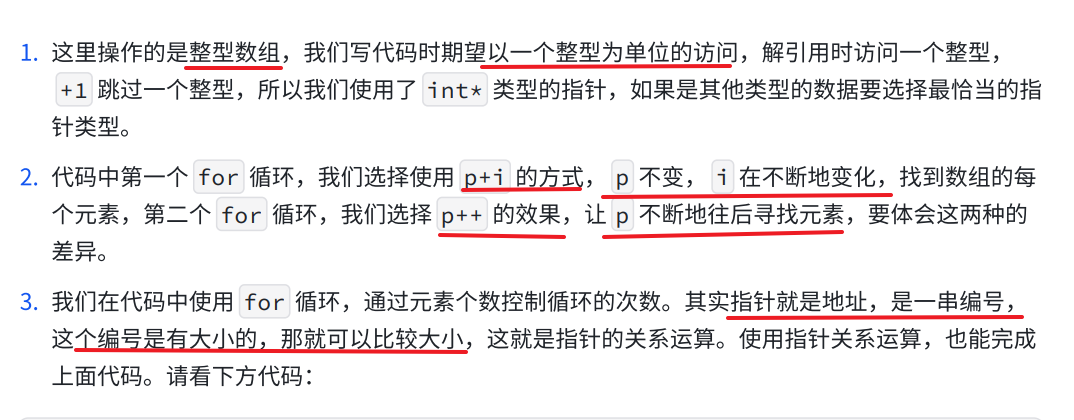 1. 这里操作的是整型数组，我们写代码时期望以一个整型为单位的访问，解引用时访问一个整型，
+1 跳过一个整型，所以我们使用了 int* 类型的指针，如果是其他类型的数据要选择最恰当的指
针类型。
2. 代码中第一个 for 循环，我们选择使用 p+i 的方式， p 不变， i 在不断地变化，找到数组的每
个元素，第二个 for 循环，我们选择 p++ 的效果，让 p 不断地往后寻找元素，要体会这两种的
差异。
3. 我们在代码中使用 for 循环，通过元素个数控制循环的次数。其实指针就是地址，是一串编号，
这个编号是有大小的，那就可以比较大小，这就是指针的关系运算。使用指针关系运算，也能完成
上面代码。请看下方代码：